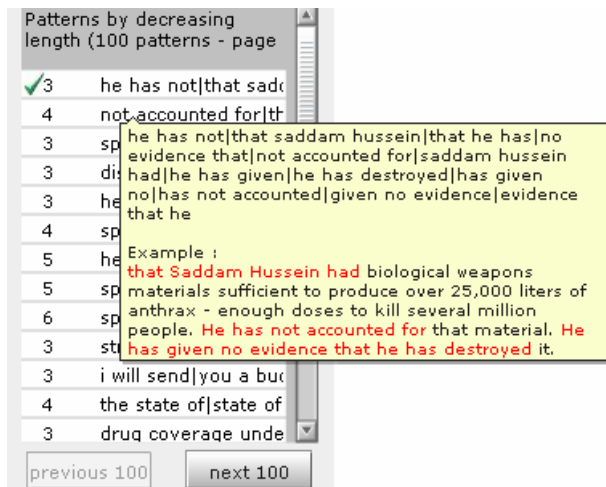 Patterns by decreasing
length (100 patterns - page
3 he has not|that sad
4 not accounted for|th
3 sp
3 dis
3 he
4 sp
5 he
5 sp
6 sp
3 st
3 i will send|you a bu
4 the state of|state of
3 drug coverage unde
previous 100 next 100
he has not|that saddam hussein|that he has|no
evidence that|not accounted for|saddam hussein
had|he has given|he has destroyed|has given
no|has not accounted|given no evidence|evidence
that he
Example :
that Saddam Hussein had biological weapons
materials sufficient to produce over 25,000 liters of
anthrax - enough doses to kill several million
people. He has not accounted for that material. He
has given no evidence that he has destroyed it.